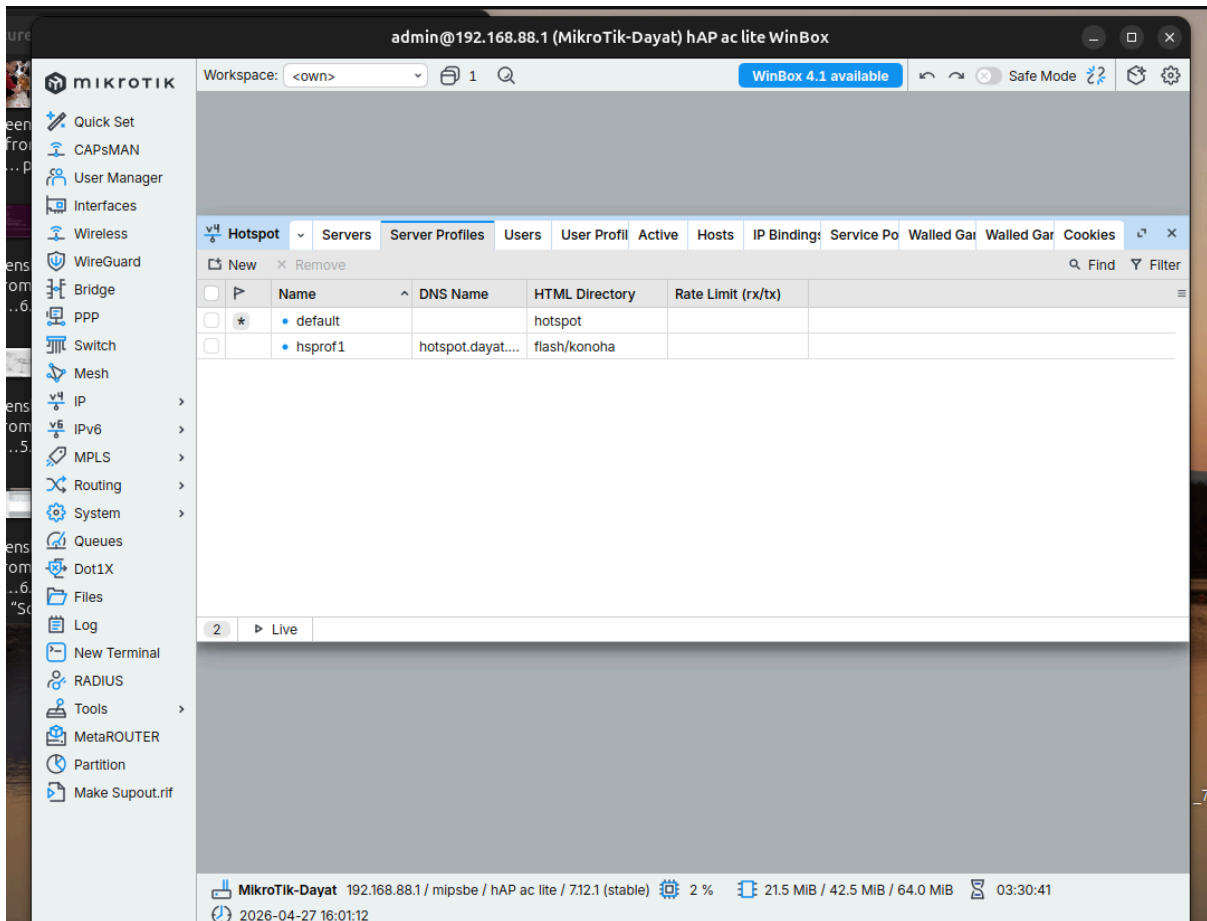 admin@192.168.88.1 (MikroTik-Dayat) hAP ac lite WinBox
mikrotik
Workspace: <own> 1 WinBox 4.1 available Safe Mode
Quick Set
CAPsMAN
User Manager
Interfaces
Wireless
WireGuard
Bridge
PPP
Switch
Mesh
IP
IPv6
MPLS
Routing
System
Queues
Dot1X
Files
Log
New Terminal
RADIUS
Tools
MetaROUTER
Partition
Make Supout.rif
Hotspot Servers Server Profiles Users User Profil Active Hosts IP Bindings Service Po Walled Gar Walled Gar Cookies
New Remove Find Filter
Name DNS Name HTML Directory Rate Limit (rx/tx)
* default hotspot
hsprof1 hotspot.dayat.... flash/konoha
2 Live
MikroTik-Dayat 192.168.88.1 / mipsbe / hAP ac lite / 7.12.1 (stable) 2 % 21.5 MiB / 42.5 MiB / 64.0 MiB 03:30:41
2026-04-27 16:01:12